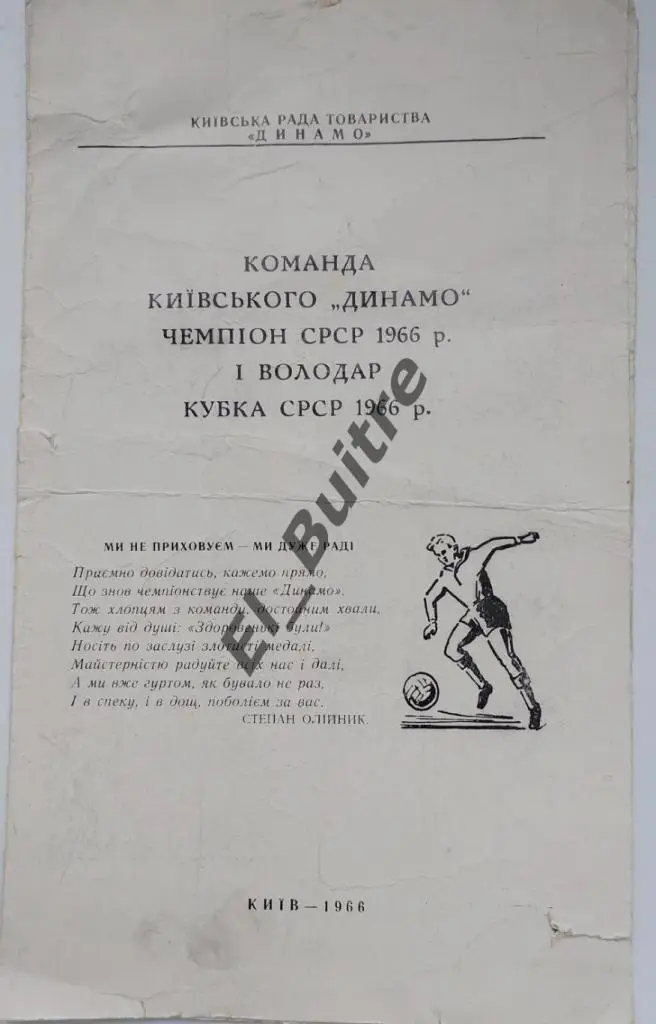 КИЇВСЬКА РАДА ТОВАРИСТВА
«ДИНАМО»
КОМАНДА
КИЇВСЬКОГО „ДИНАМО“
ЧЕМПІОН СРСР 1966 р.
І ВОЛОДАР
КУБКА СРСР 1966 р.
МИ НЕ ПРИХОВУЄМ — МИ ДУЖЕ РАДІ
Приємно довідатись, кажемо прямо,
Що знов чемпіонствує наше «Динамо».
Тож хлопцям з команди, достойним хвали,
Кажу від душі: «Здоровенькі були!»
Носіть по заслузі злотисті медалі,
Майстерністю радуйте всіх нас і далі,
А ми вже гуртом, як бувало не раз,
І в спеку, і в дощ, поболієм за вас.
СТЕПАН ОЛІЙНИК.
КИЇВ — 1966
El_Buitre